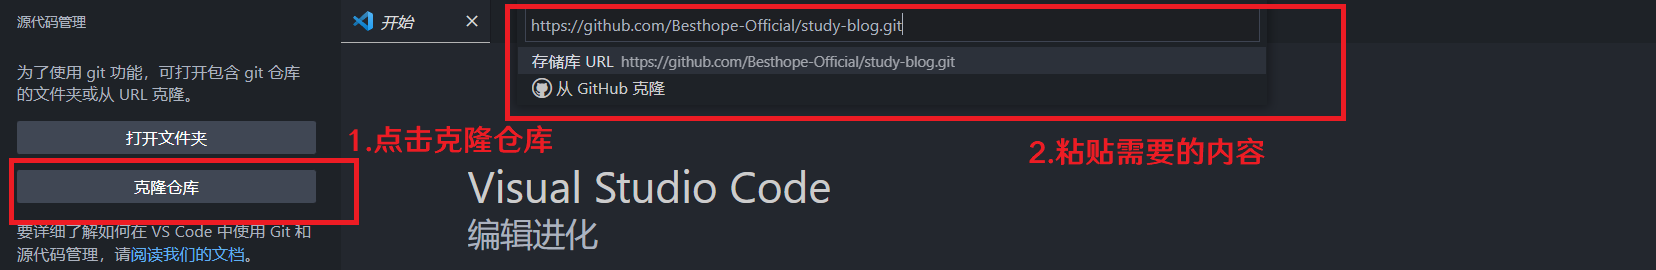 源代码管理
为了使用 git 功能，可打开包含 git 仓库
的文件夹或从 URL 克隆。
打开文件夹
克隆仓库
要详细了解如何在 VS Code 中使用 Git 和
源代码管理，请阅读我们的文档。
开始
https://github.com/Besthope-Official/study-blog.git
存储库 URL https://github.com/Besthope-Official/study-blog.git
从 GitHub 克隆
1.点击克隆仓库
2.粘贴需要的内容
Visual Studio Code
编辑进化